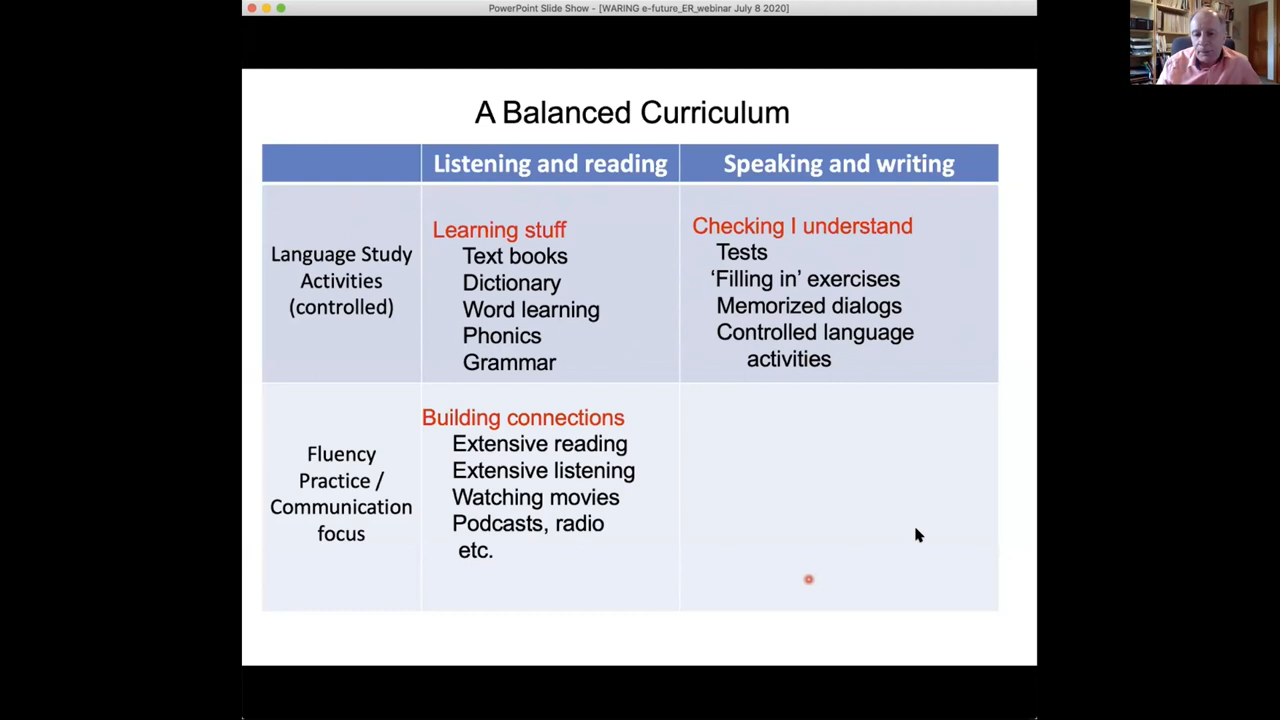 PowerPoint Slide Show - [WARING e-future_ER_webinar July 8 2020]
A Balanced Curriculum
Listening and reading
Speaking and writing
Language Study
Activities
(controlled)
Learning stuff
Text books
Dictionary
Word learning
Phonics
Grammar
Checking I understand
Tests
‘Filling in’ exercises
Memorized dialogs
Controlled language
activities
Fluency
Practice /
Communication
focus
Building connections
Extensive reading
Extensive listening
Watching movies
Podcasts, radio
etc.